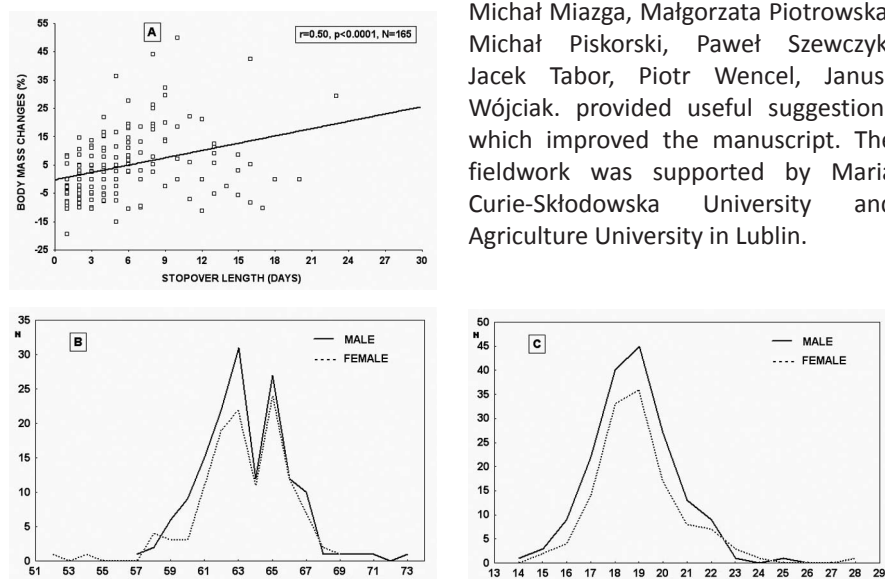 Michał Miazga, Małgorzata Piotrowska
Michał Piskorski, Paweł Szewczyk
Jacek Tabor, Piotr Wencel, Janus
Wójciak. provided useful suggestion
which improved the manuscript. The
fieldwork was supported by Maria
Curie-Skłodowska University and
Agriculture University in Lublin.
A
r=0.50, p<0.0001, N=165
BODY MASS CHANGES (%)
55
45
35
25
15
5
-5
-15
-25
0 3 6 9 12 15 18 21 24 27 30
STOPOVER LENGTH (DAYS)
B
N
MALE
FEMALE
35
30
25
20
15
10
5
0
51 53 55 57 59 61 63 65 67 69 71 73
C
N
MALE
FEMALE
50
45
40
35
30
25
20
15
10
5
0
13 14 15 16 17 18 19 20 21 22 23 24 25 26 27 28 29